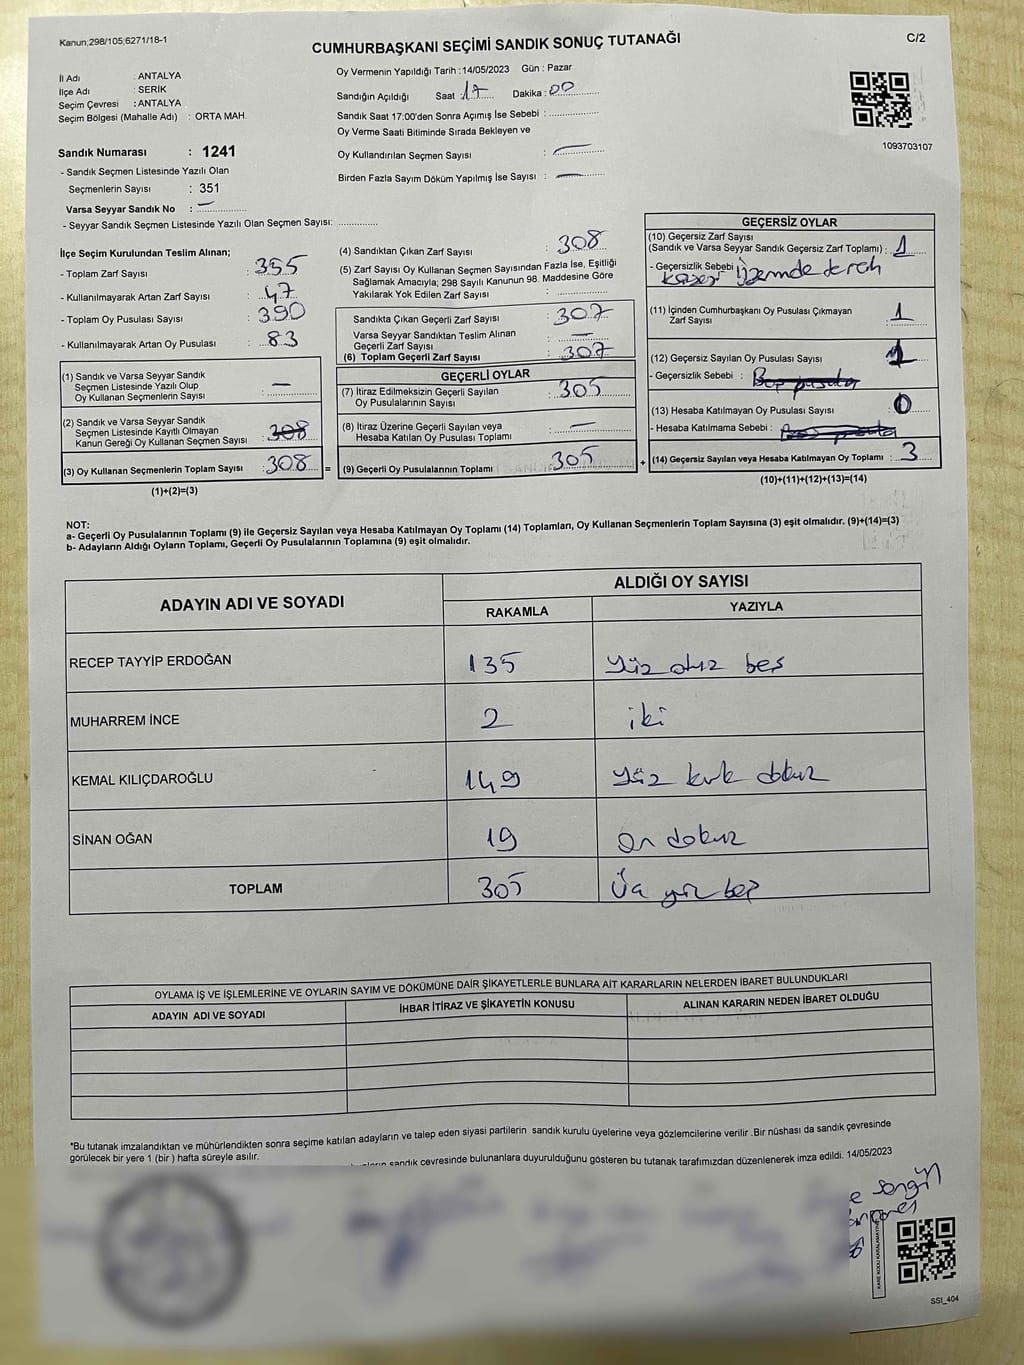 Kanun;298/105;6271/18-1
C/2
CUMHURBAŞKANI SEÇİMİ SANDIK SONUÇ TUTANAĞI
İl Adı : ANTALYA
İlçe Adı : SERİK
Seçim Çevresi : ANTALYA
Seçim Bölgesi (Mahalle Adı) : ORTA MAH.
Sandık Numarası : 1241
- Sandık Seçmen Listesinde Yazılı Olan
Seçmenlerin Sayısı : 351
Varsa Seyyar Sandık No : —
- Seyyar Sandık Seçmen Listesinde Yazılı Olan Seçmen Sayısı: ..............
Oy Vermenin Yapıldığı Tarih :14/05/2023 Gün : Pazar
Sandığın Açıldığı Saat : 17 Dakika : 00
Sandık Saat 17:00'den Sonra Açımış İse Sebebi : ..............
Oy Verme Saati Bitiminde Sırada Bekleyen ve
Oy Kullandırılan Seçmen Sayısı : —
Birden Fazla Sayım Döküm Yapılmış İse Sayısı : —
1093703107
İlçe Seçim Kurulundan Teslim Alınan;
- Toplam Zarf Sayısı : 355
- Kullanılmayarak Artan Zarf Sayısı : 47
- Toplam Oy Pusulası Sayısı : 390
- Kullanılmayarak Artan Oy Pusulası : 83
(1) Sandık ve Varsa Seyyar Sandık
Seçmen Listesinde Yazılı Olup
Oy Kullanan Seçmenlerin Sayısı : —
(2) Sandık ve Varsa Seyyar Sandık
Seçmen Listesinde Kayıtlı Olmayan
Kanun Gereği Oy Kullanan Seçmen Sayısı : 308
(3) Oy Kullanan Seçmenlerin Toplam Sayısı : 308
(1)+(2)=(3)
(4) Sandıktan Çıkan Zarf Sayısı : 308
(5) Zarf Sayısı Oy Kullanan Seçmen Sayısından Fazla İse, Eşitliği
Sağlamak Amacıyla; 298 Sayılı Kanunun 98. Maddesine Göre
Yakılarak Yok Edilen Zarf Sayısı : ..............
Sandıkta Çıkan Geçerli Zarf Sayısı : 307
Varsa Seyyar Sandıktan Teslim Alınan
Geçerli Zarf Sayısı : —
(6) Toplam Geçerli Zarf Sayısı : 307
GEÇERLİ OYLAR
(7) İtiraz Edilmeksizin Geçerli Sayılan
Oy Pusulalarının Sayısı : 305
(8) İtiraz Üzerine Geçerli Sayılan veya
Hesaba Katılan Oy Pusulası Toplamı : —
= (9) Geçerli Oy Pusulalarının Toplamı : 305
GEÇERSİZ OYLAR
(10) Geçersiz Zarf Sayısı
(Sandık ve Varsa Seyyar Sandık Geçersiz Zarf Toplamı) : 1
- Geçersizlik Sebebi : Üzerinde
(11) İçinden Cumhurbaşkanı Oy Pusulası Çıkmayan
Zarf Sayısı : 1
(12) Geçersiz Sayılan Oy Pusulası Sayısı : 1
- Geçersizlik Sebebi : Boş pusula
(13) Hesaba Katılmayan Oy Pusulası Sayısı : 0
- Hesaba Katılmama Sebebi : Boş pusula
+ (14) Geçersiz Sayılan veya Hesaba Katılmayan Oy Toplamı : 3
(10)+(11)+(12)+(13)=(14)
NOT:
a- Geçerli Oy Pusulalarının Toplamı (9) ile Geçersiz Sayılan veya Hesaba Katılmayan Oy Toplamı (14) Toplamları, Oy Kullanan Seçmenlerin Toplam Sayısına (3) eşit olmalıdır. (9)+(14)=(3)
b- Adayların Aldığı Oyların Toplamı, Geçerli Oy Pusulalarının Toplamına (9) eşit olmalıdır.
ADAYIN ADI VE SOYADI
ALDIĞI OY SAYISI
RAKAMLA YAZIYLA
RECEP TAYYİP ERDOĞAN 135 Yüz otuz beş
MUHARREM İNCE 2 iki
KEMAL KILIÇDAROĞLU 149 Yüz kırk dokuz
SİNAN OĞAN 19 On dokuz
TOPLAM 305 Üç yüz beş
OYLAMA İŞ VE İŞLEMLERİNE VE OYLARIN SAYIM VE DÖKÜMÜNE DAİR ŞİKAYETLERLE BUNLARA AİT KARARLARIN NELERDEN İBARET BULUNDUKLARI
ADAYIN ADI VE SOYADI İHBAR İTİRAZ VE ŞİKAYETİN KONUSU ALINAN KARARIN NEDEN İBARET OLDUĞU
*Bu tutanak imzalandıktan ve mühürlendikten sonra seçime katılan adayların ve talep eden siyasi partilerin sandık kurulu üyelerine veya gözlemcilerine verilir .Bir nüshası da sandık çevresinde
görülecek bir yere 1 (bir ) hafta süreyle asılır.
sandık çevresinde bulunanlara duyurulduğunu gösteren bu tutanak tarafımızdan düzenlenerek imza edildi. 14/05/2023
KARE KODU KARALAMAYINIZ
SSI_404